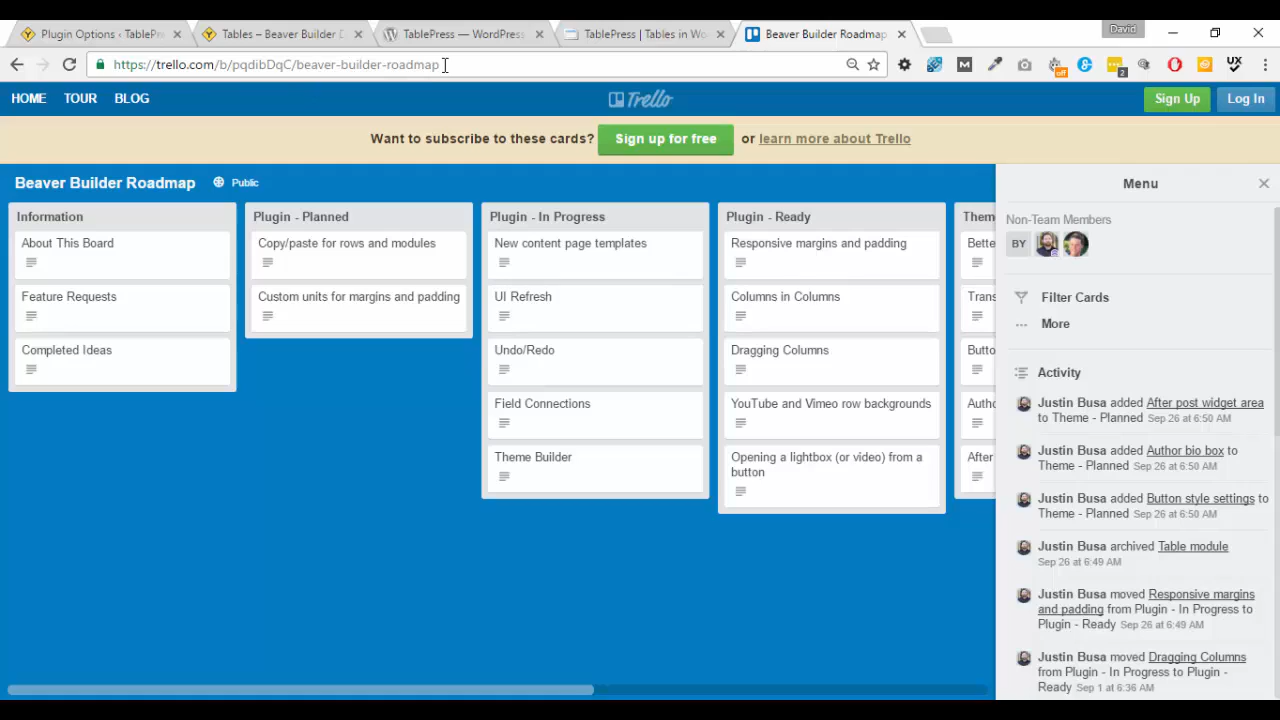 Plugin Options ‹ TablePre
Tables – Beaver Builder D
TablePress — WordPress
TablePress | Tables in Wo
Beaver Builder Roadmap
David
https://trello.com/b/pqdibDqC/beaver-builder-roadmap
HOME TOUR BLOG
Trello
Sign Up
Log In
Want to subscribe to these cards? Sign up for free or learn more about Trello
Beaver Builder Roadmap
Public
Information
About This Board
Feature Requests
Completed Ideas
Plugin - Planned
Copy/paste for rows and modules
Custom units for margins and padding
Plugin - In Progress
New content page templates
UI Refresh
Undo/Redo
Field Connections
Theme Builder
Plugin - Ready
Responsive margins and padding
Columns in Columns
Dragging Columns
YouTube and Vimeo row backgrounds
Opening a lightbox (or video) from a
button
Them
Bette
Trans
Butto
Autho
After
Menu
Non-Team Members
BY
Filter Cards
More
Activity
Justin Busa added After post widget area
to Theme - Planned Sep 26 at 6:50 AM
Justin Busa added Author bio box to
Theme - Planned Sep 26 at 6:50 AM
Justin Busa added Button style settings to
Theme - Planned Sep 26 at 6:50 AM
Justin Busa archived Table module
Sep 26 at 6:49 AM
Justin Busa moved Responsive margins
and padding from Plugin - In Progress to
Plugin - Ready Sep 26 at 6:49 AM
Justin Busa moved Dragging Columns
from Plugin - In Progress to Plugin -
Ready Sep 1 at 6:36 AM